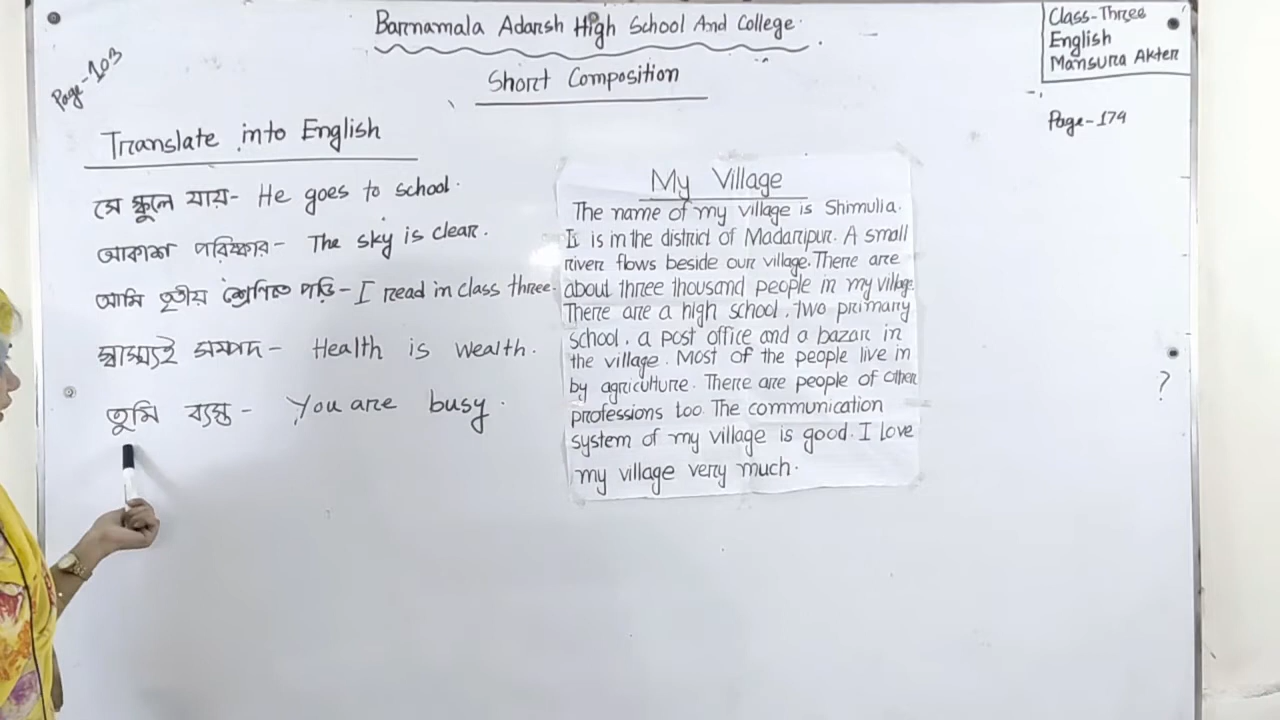 Barnamala Adarsh High School And College.
Short Composition
Class-Three
English
Mansura Akter
Page-103
Page-174
Translate into English
সে স্কুলে যায়- He goes to school.
আকাশ পরিষ্কার- The sky is clear.
আমি তৃতীয় শ্রেণিতে পড়ি- I read in class three.
স্বাস্থ্যই সম্পদ- Health is wealth.
তুমি ব্যস্ত- You are busy.
My Village
The name of my village is Shimulia.
It is in the district of Madaripur. A small
river flows beside our village. There are
about three thousand people in my village.
There are a high school, two primary
school, a post office and a bazar in
the village. Most of the people live in
by agriculture. There are people of other
professions too. The communication
system of my village is good. I love
my village very much.
?